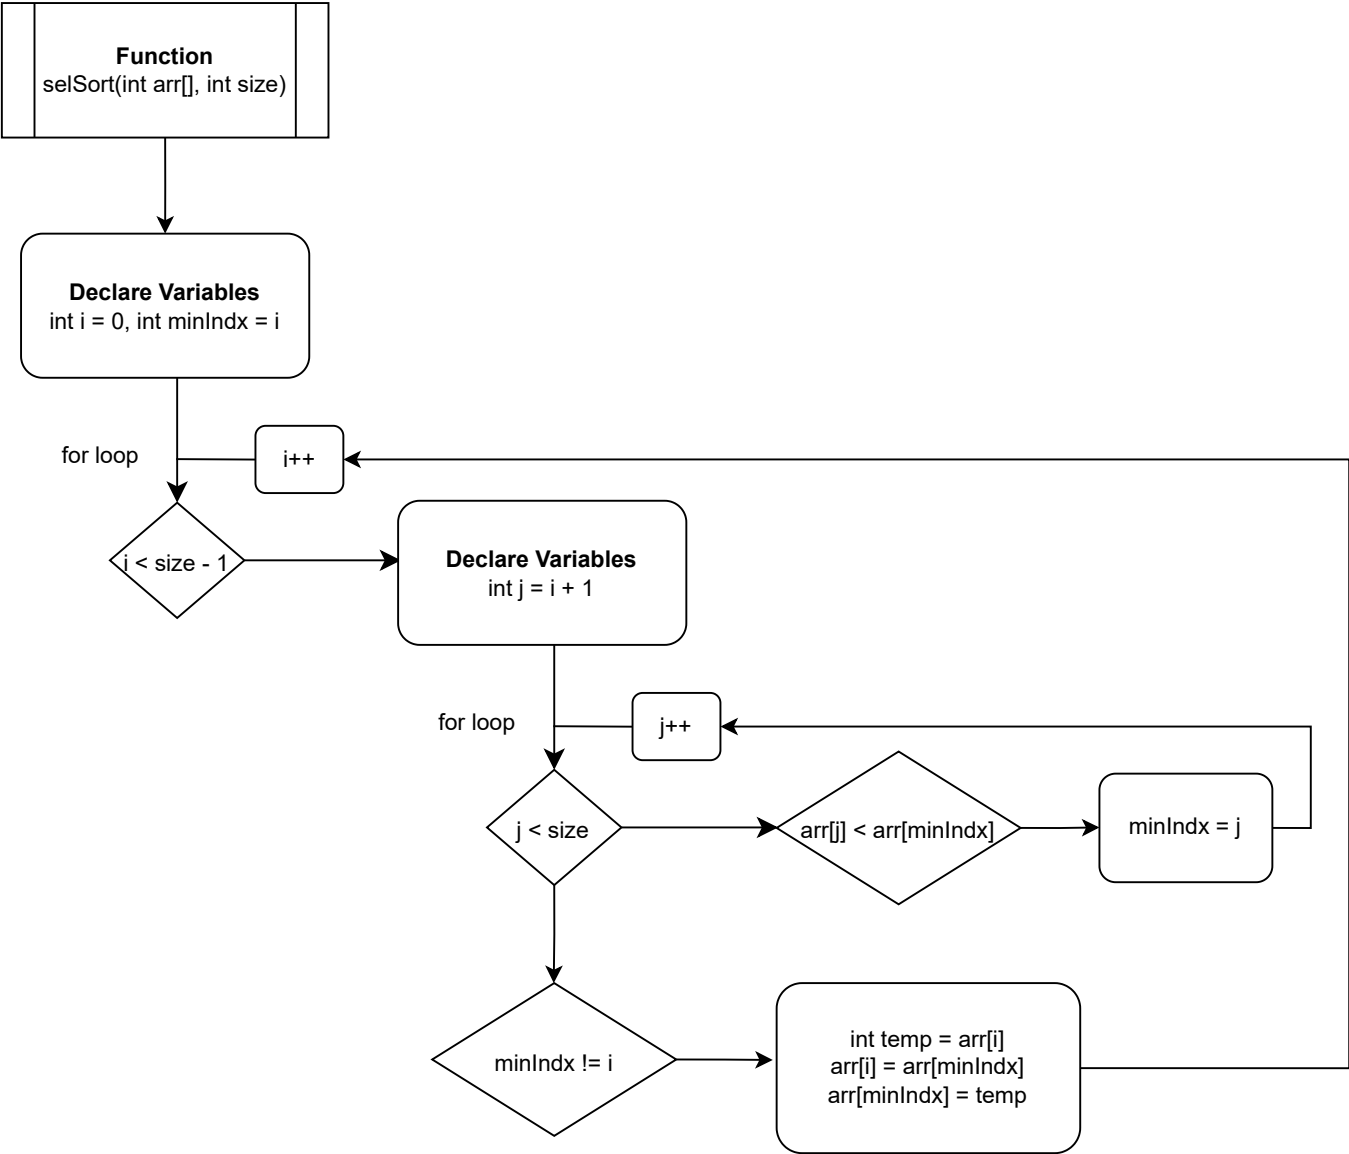 Function
selSort(int arr[], int size)
Declare Variables
int i = 0, int minIndx = i
for loop
i++
i < size - 1
Declare Variables
int j = i + 1
for loop
j++
j < size
arr[j] < arr[minIndx]
minIndx = j
minIndx != i
int temp = arr[i]
arr[i] = arr[minIndx]
arr[minIndx] = temp